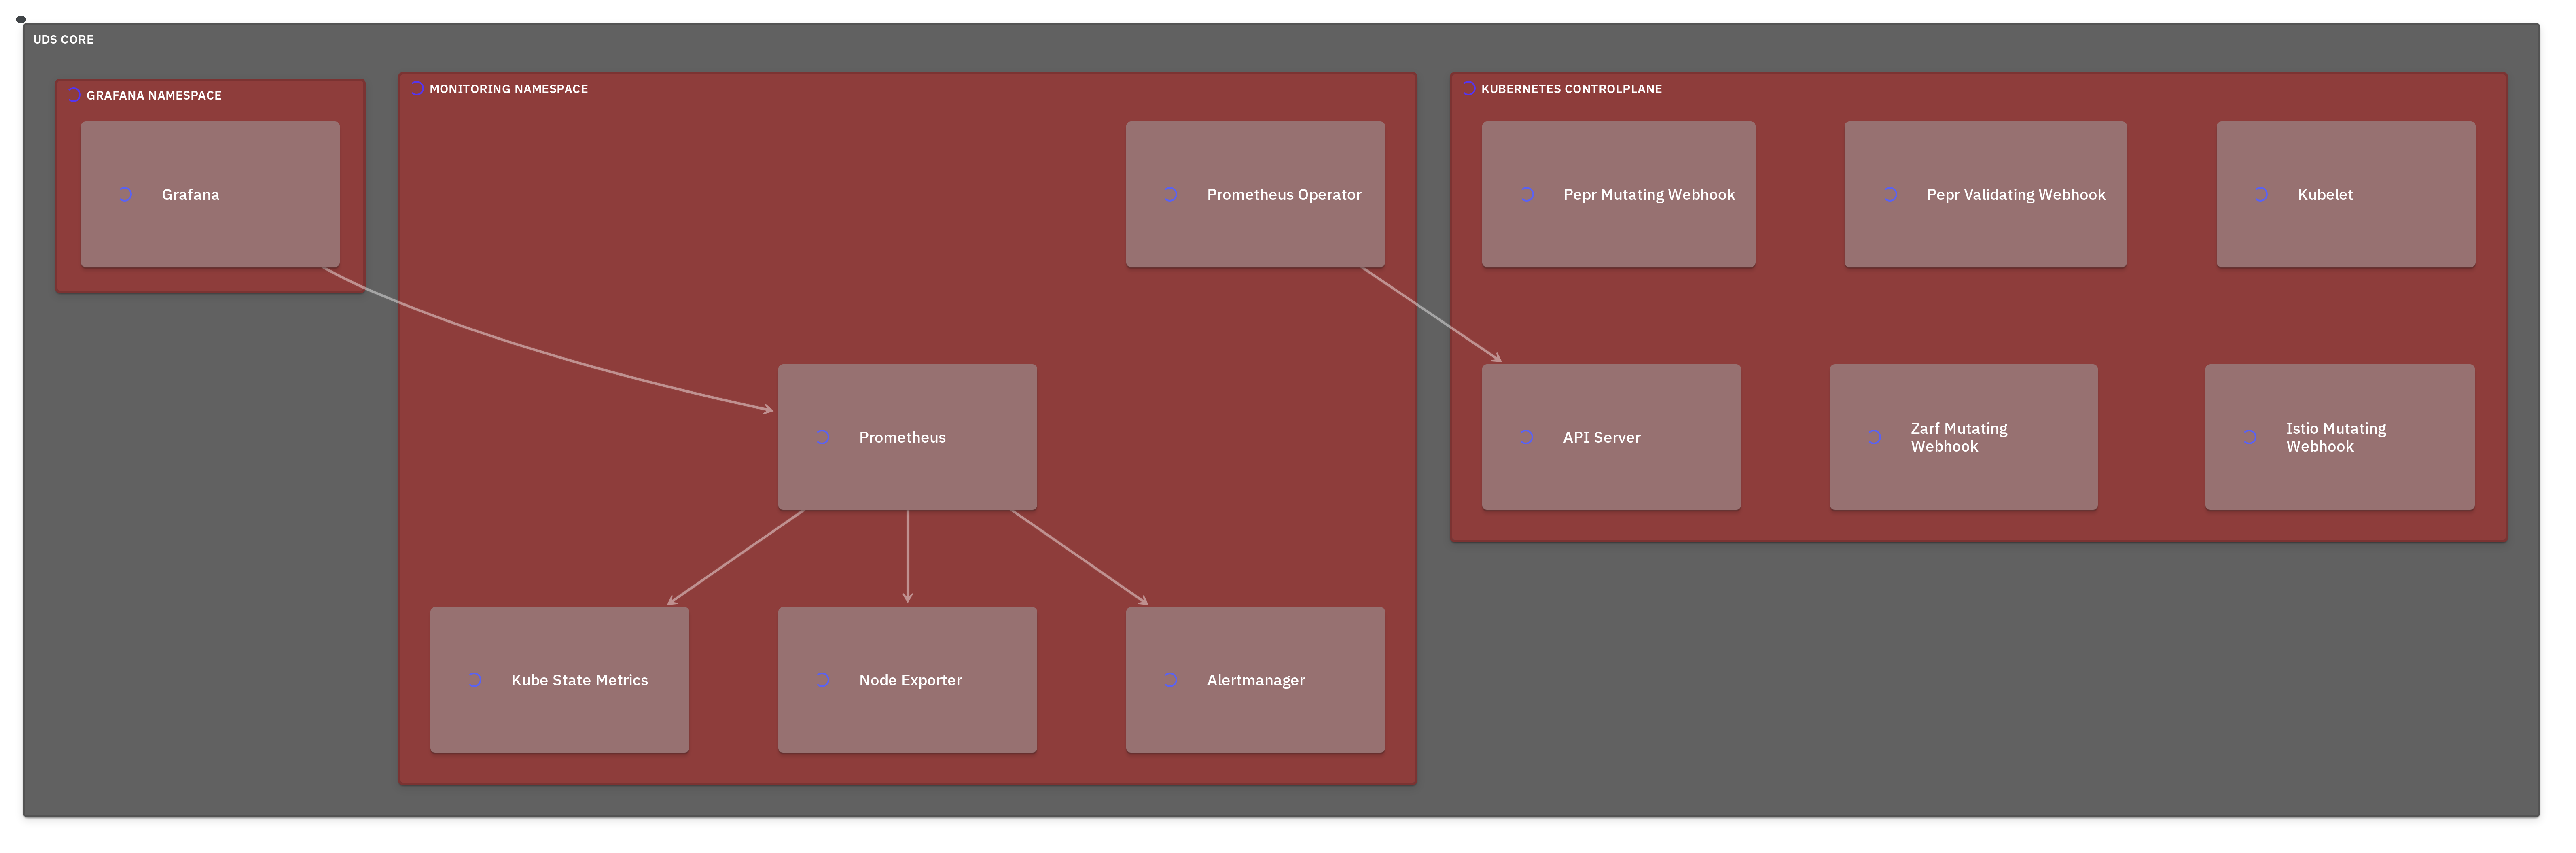 UDS CORE
GRAFANA NAMESPACE
Grafana
MONITORING NAMESPACE
Prometheus Operator
Prometheus
Kube State Metrics
Node Exporter
Alertmanager
KUBERNETES CONTROLPLANE
Pepr Mutating Webhook
Pepr Validating Webhook
Kubelet
API Server
Zarf Mutating
Webhook
Istio Mutating
Webhook